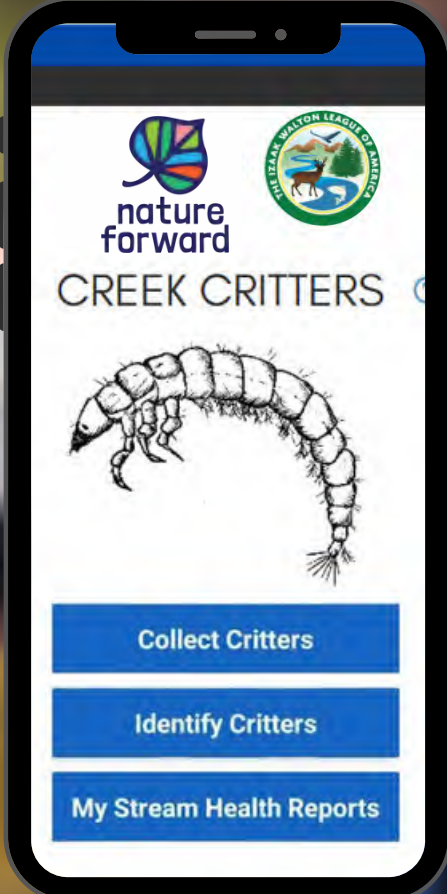 nature
forward
THE IZAAK WALTON LEAGUE OF AMERICA
CREEK CRITTERS
Collect Critters
Identify Critters
My Stream Health Reports